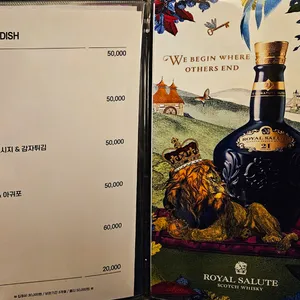 DISH
50,000
50,000
시지 & 감자튀김
50,000
& 아귀포
50,000
60,000
20,000
WE BEGIN WHERE
OTHERS END
ROYAL SALUTE
21
ROYAL SALUTE
SCOTCH WHISKY